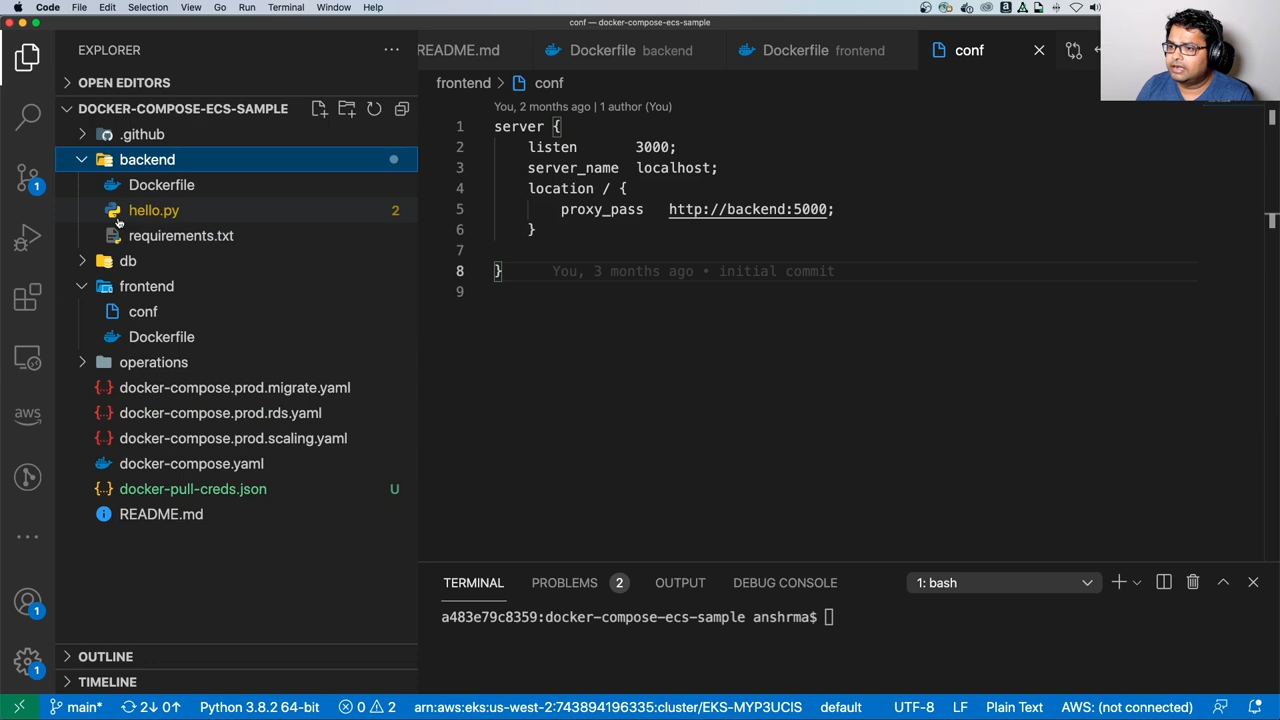 Code File Edit Selection View Go Run Terminal Window Help
conf — docker-compose-ecs-sample
EXPLORER
README.md
Dockerfile backend
Dockerfile frontend
conf
OPEN EDITORS
DOCKER-COMPOSE-ECS-SAMPLE
.github
backend
Dockerfile
hello.py 2
requirements.txt
db
frontend
conf
Dockerfile
operations
docker-compose.prod.migrate.yaml
docker-compose.prod.rds.yaml
docker-compose.prod.scaling.yaml
docker-compose.yaml
docker-pull-creds.json U
README.md
OUTLINE
TIMELINE
1
aws
1
1
frontend > conf
You, 2 months ago | 1 author (You)
1 server {
2 listen 3000;
3 server_name localhost;
4 location / {
5 proxy_pass http://backend:5000;
6 }
7
8 } You, 3 months ago • initial commit
9
TERMINAL PROBLEMS 2 OUTPUT DEBUG CONSOLE 1: bash
a483e79c8359:docker-compose-ecs-sample anshrma$
main* 2↓ 0↑ Python 3.8.2 64-bit 0 2 arn:aws:eks:us-west-2:743894196335:cluster/EKS-MYP3UCIS default UTF-8 LF Plain Text AWS: (not connected)